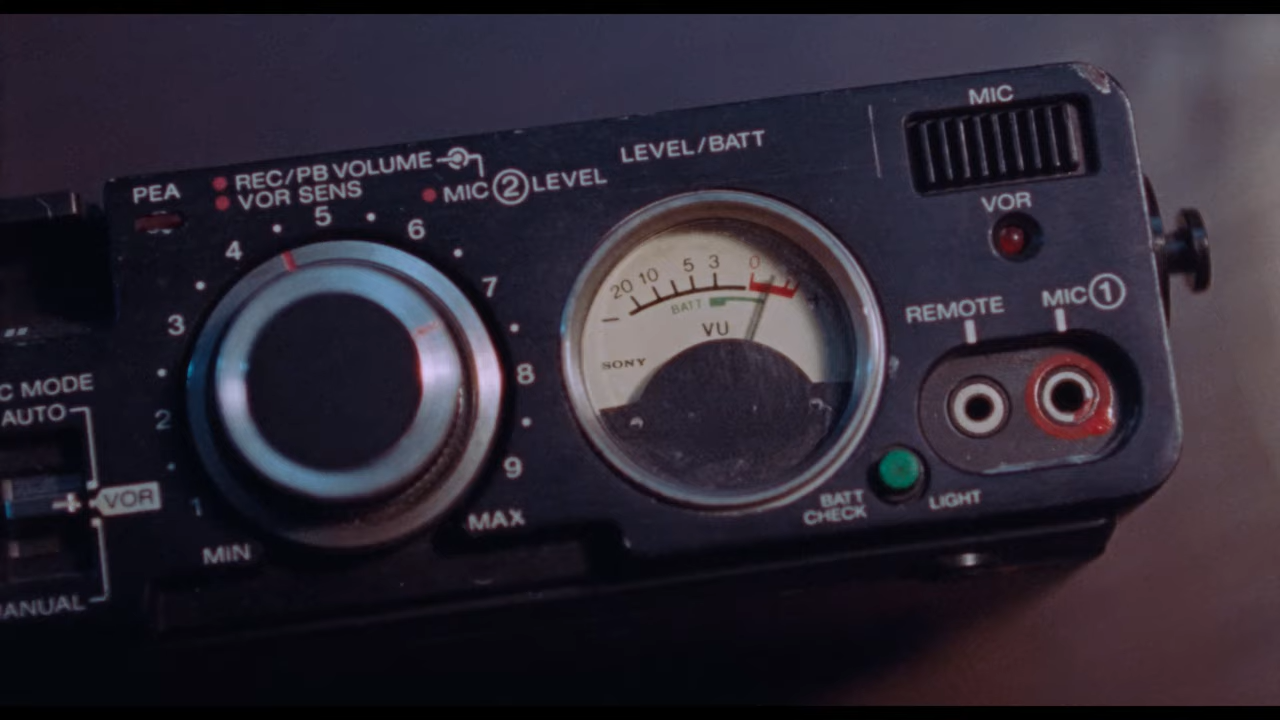 MIC
LEVEL/BATT
PEA
REC/PB VOLUME
VOR SENS
MIC 2 LEVEL
VOR
5
6
4
7
3
8
2
9
1
MAX
MIN
20 10 5 3 0
BATT
VU
SONY
+
REMOTE
MIC 1
C MODE
AUTO
VOR
ANUAL
BATT
CHECK
LIGHT